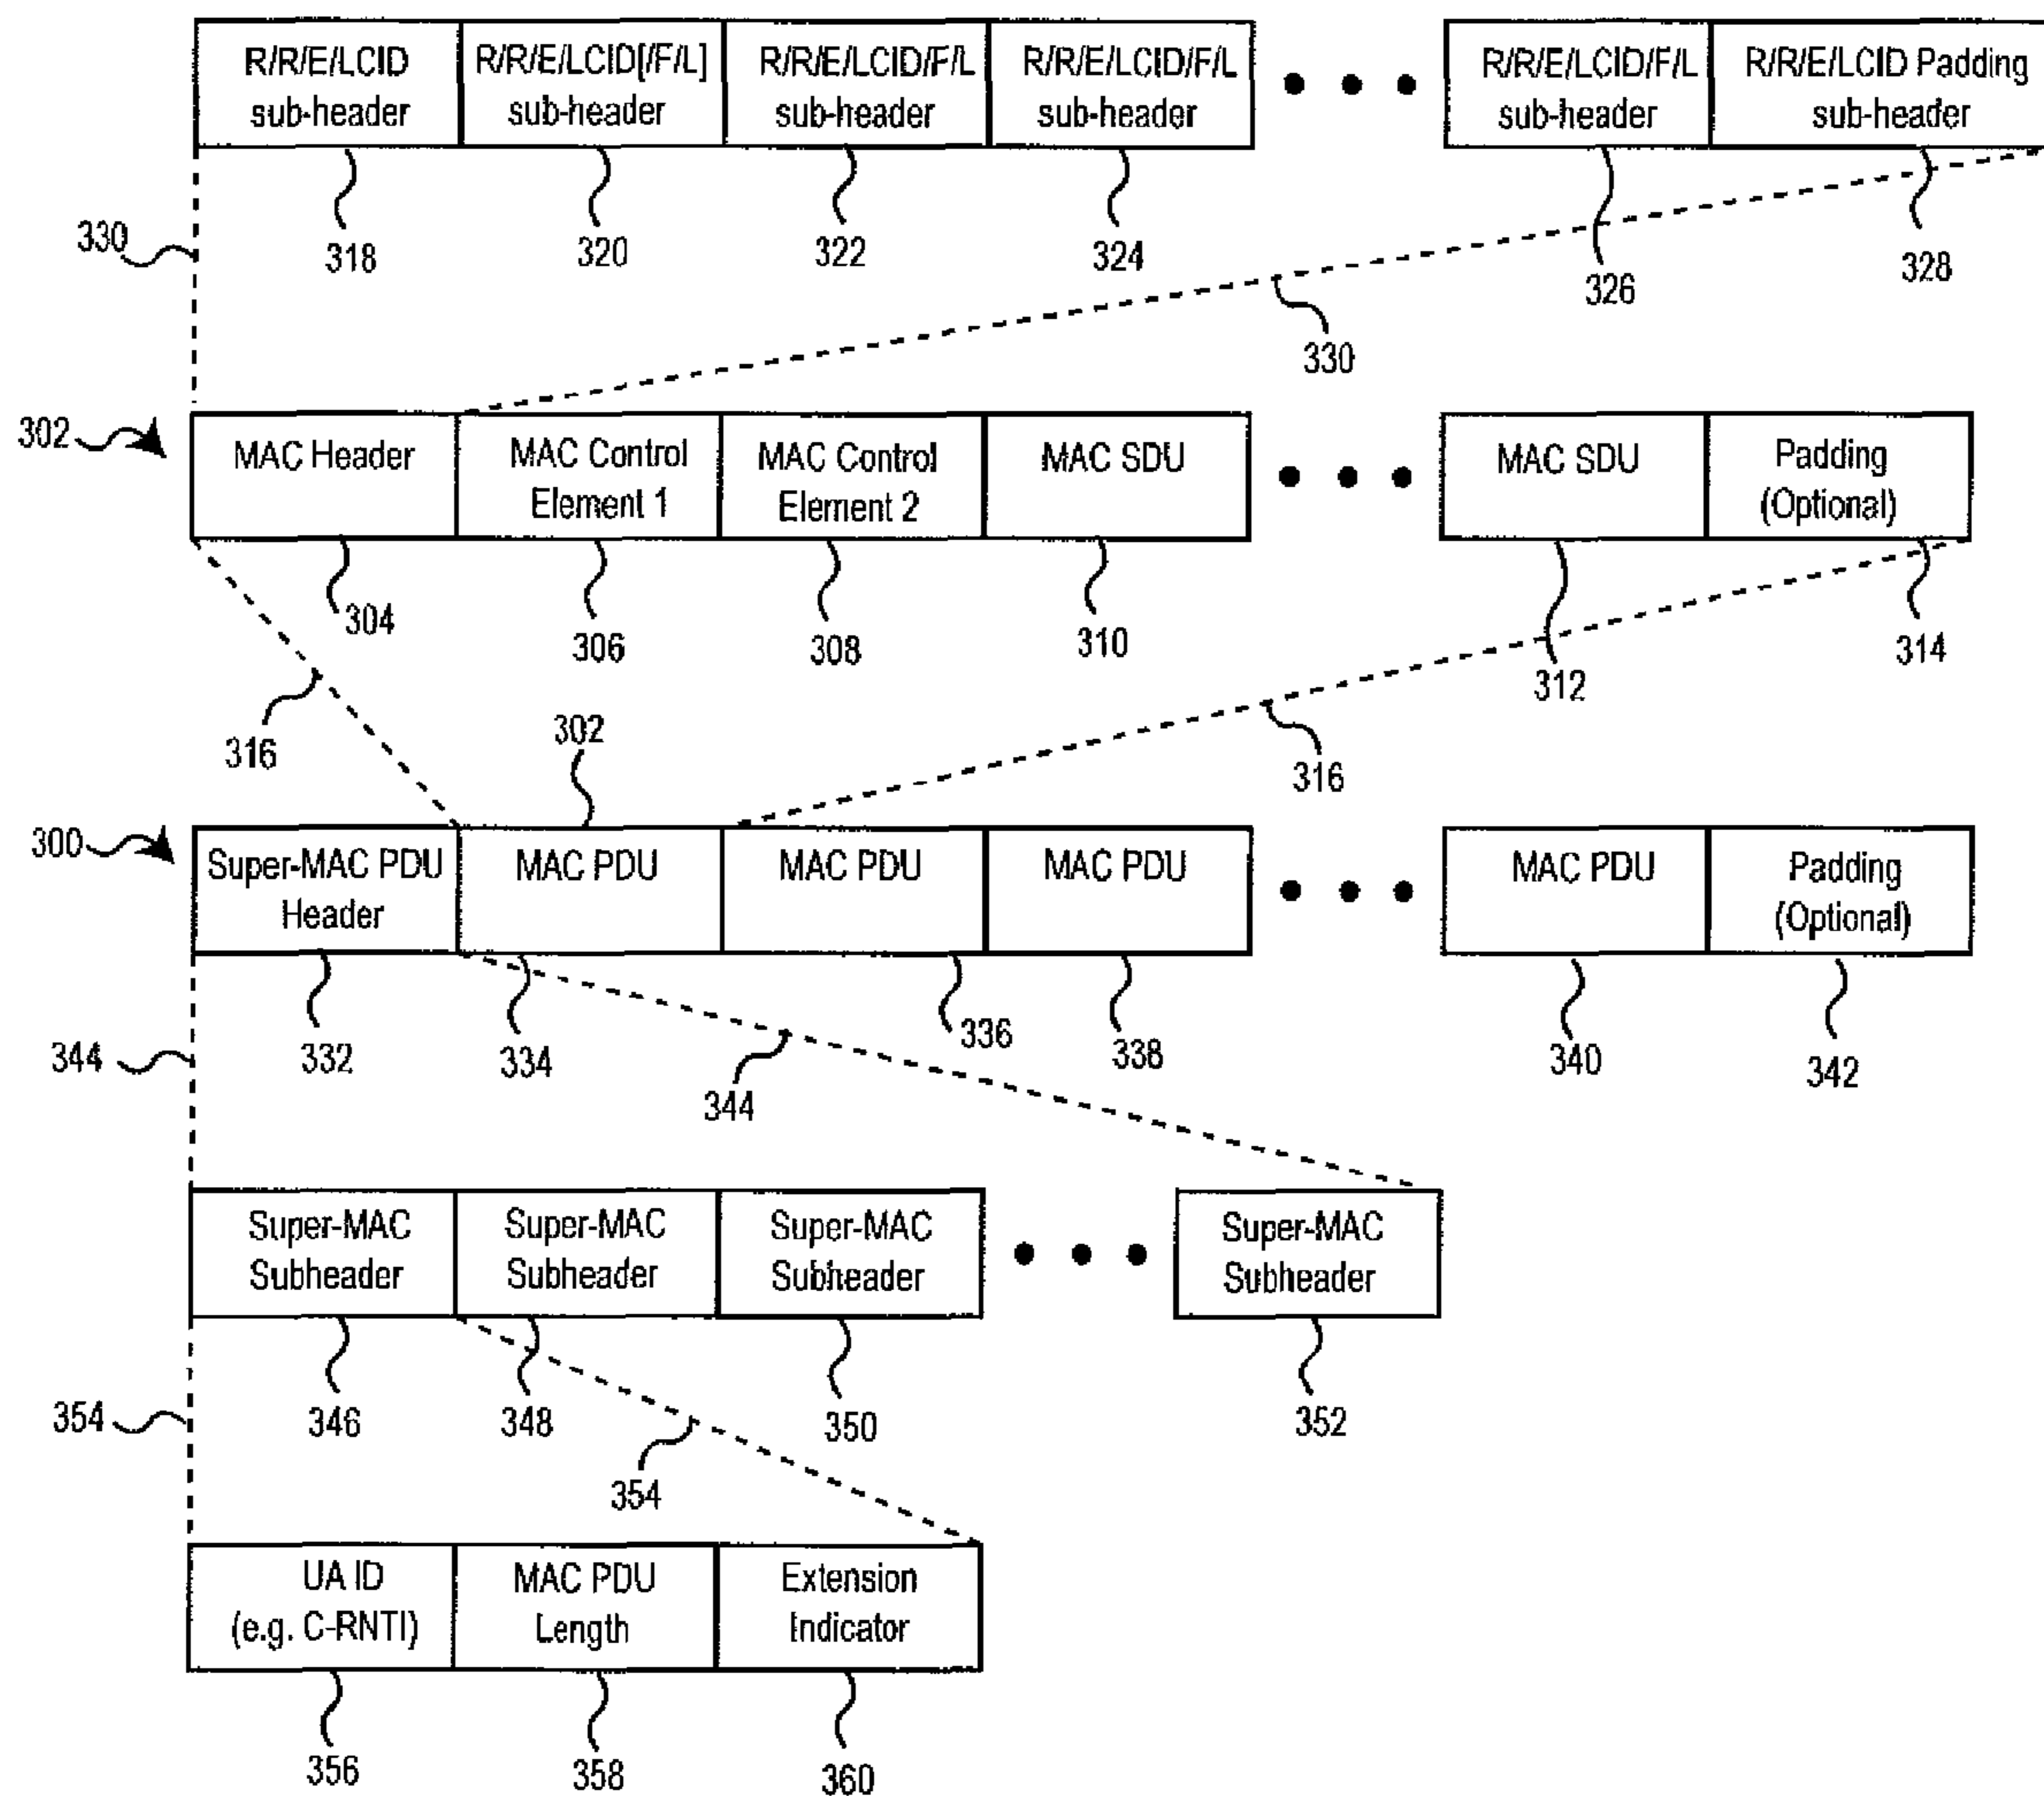 R/R/E/LCID
sub-header
R/R/E/LCID[/F/L]
sub-header
R/R/E/LCID/F/L
sub-header
R/R/E/LCID/F/L
sub-header
R/R/E/LCID/F/L
sub-header
R/R/E/LCID Padding
sub-header
330
318
320
322
324
326
328
330
302
MAC Header
MAC Control
Element 1
MAC Control
Element 2
MAC SDU
MAC SDU
Padding
(Optional)
304
306
308
310
312
314
316
302
316
300
Super-MAC PDU
Header
MAC PDU
MAC PDU
MAC PDU
MAC PDU
Padding
(Optional)
344
332
334
344
336
338
340
342
Super-MAC
Subheader
Super-MAC
Subheader
Super-MAC
Subheader
Super-MAC
Subheader
354
346
348
354
350
352
UA ID
(e.g. C-RNTI)
MAC PDU
Length
Extension
Indicator
356
358
360